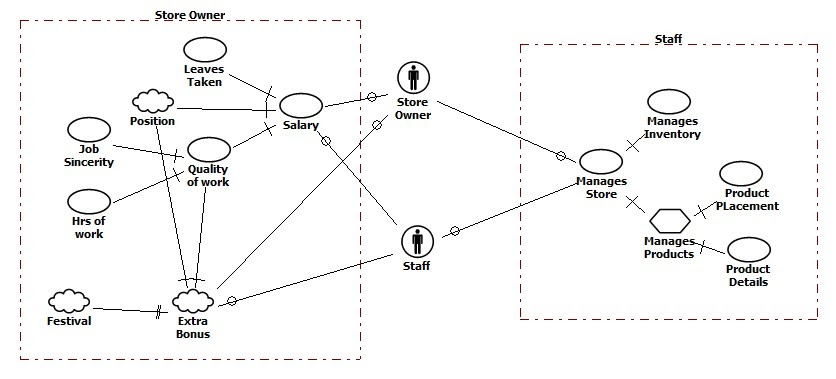 Store Owner
Staff
Leaves
Taken
Position
Salary
Store
Owner
Manages
Inventory
Job
Sincerity
Quality
of work
Manages
Store
Product
PLacement
Hrs of
work
Manages
Products
Staff
Product
Details
Festival
Extra
Bonus